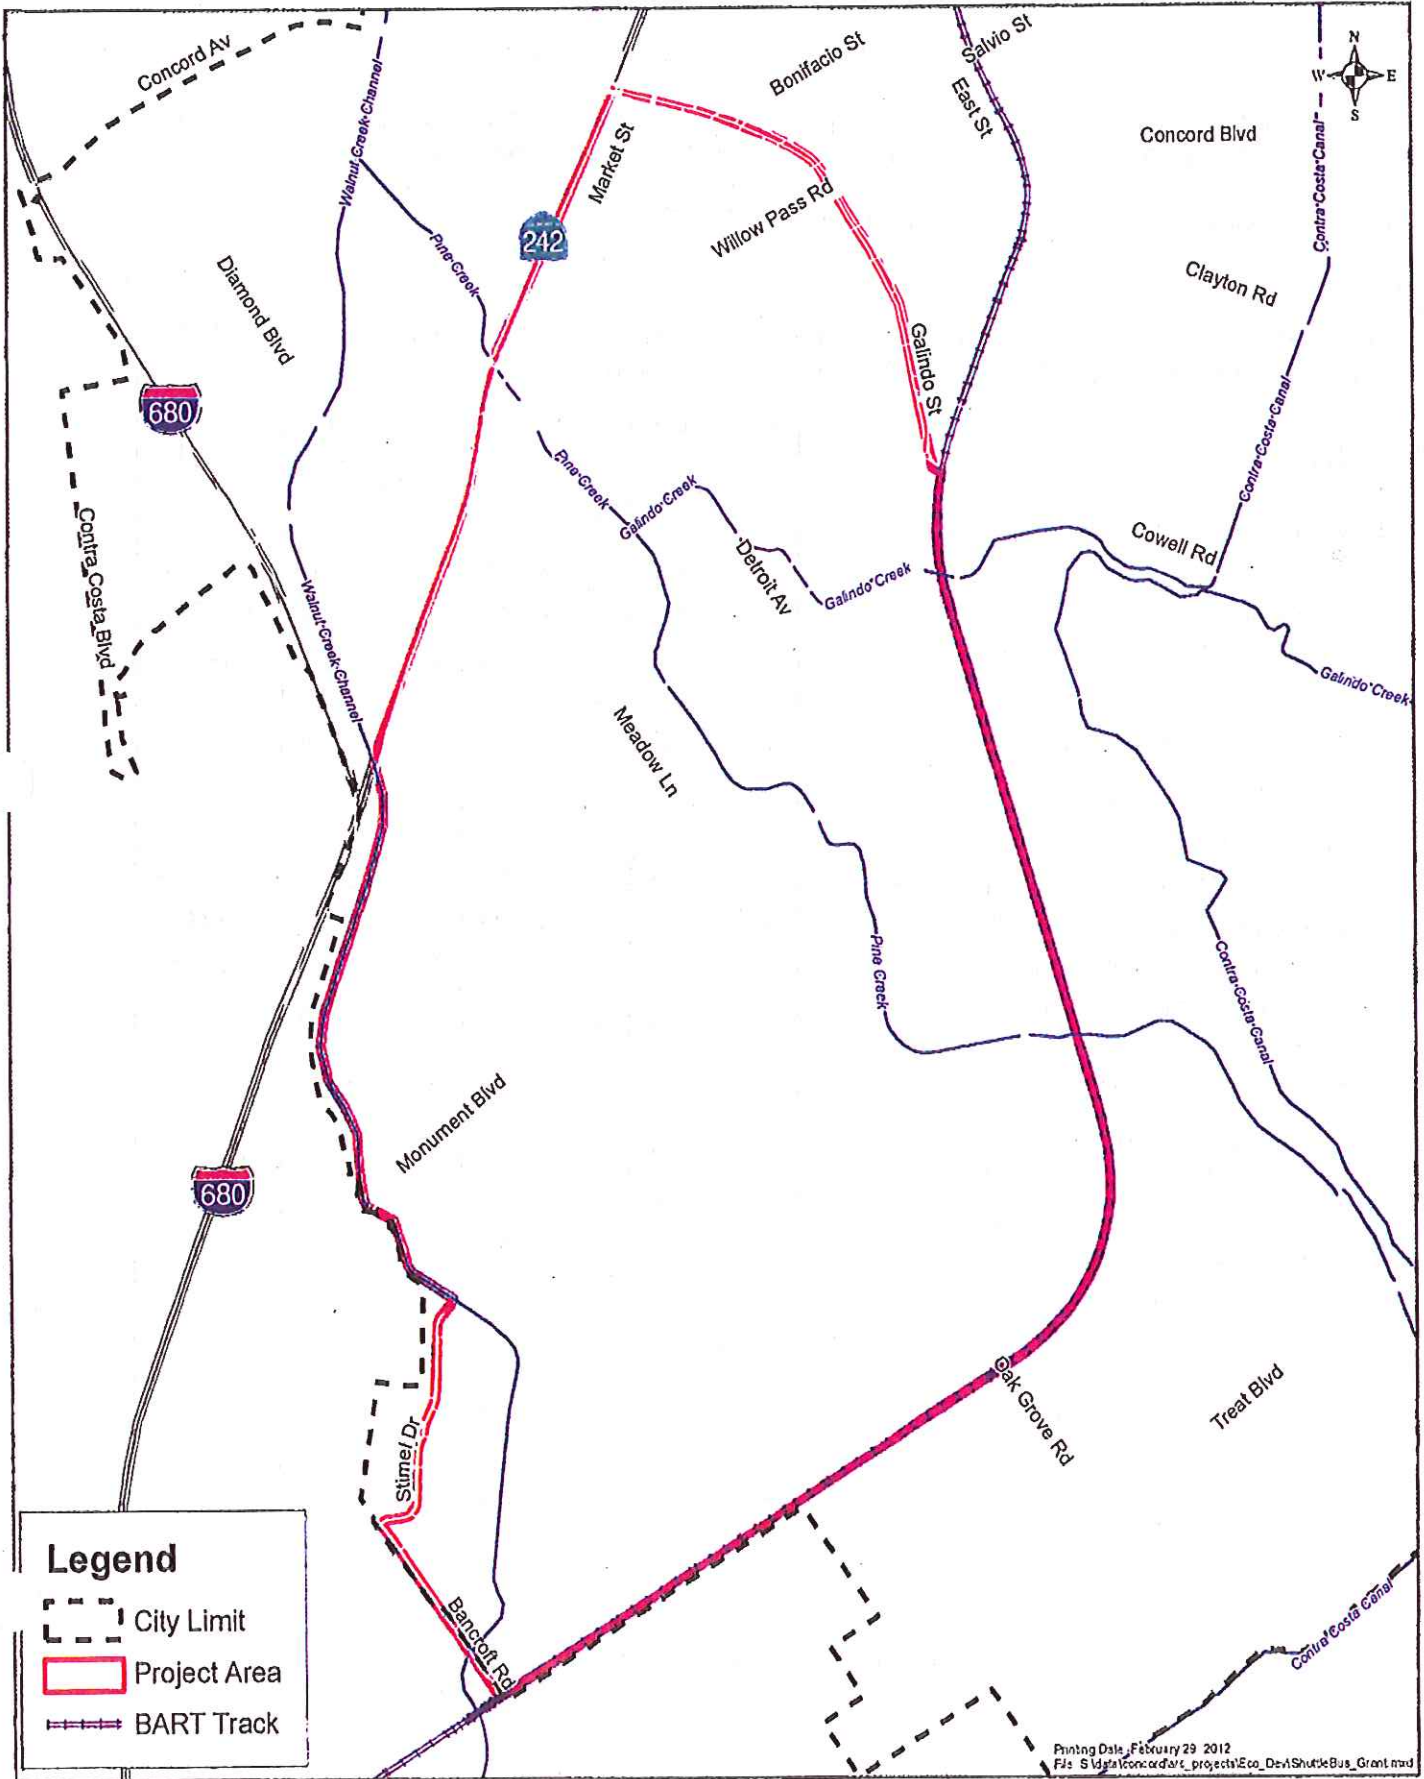 Concord Av
Bonifacio St
Salvio St
East St
N
W E
S
Concord Blvd
Walnut Creek Channel
Market St
Contra Costa Canal
242
Willow Pass Rd
Pine Creek
Clayton Rd
Diamond Blvd
Galindo St
680
Contra Costa Canal
Pine Creek
Galindo Creek
Contra Costa Blvd
Detroit Av
Cowell Rd
Galindo Creek
Walnut Creek Channel
Galindo Creek
Meadow Ln
Pine Creek
Contra Costa Canal
Monument Blvd
680
Oak Grove Rd
Treat Blvd
Stimel Dr
Bancroft Rd
Contra Costa Canal
Legend
City Limit
Project Area
BART Track
Printing Date: February 29 2012